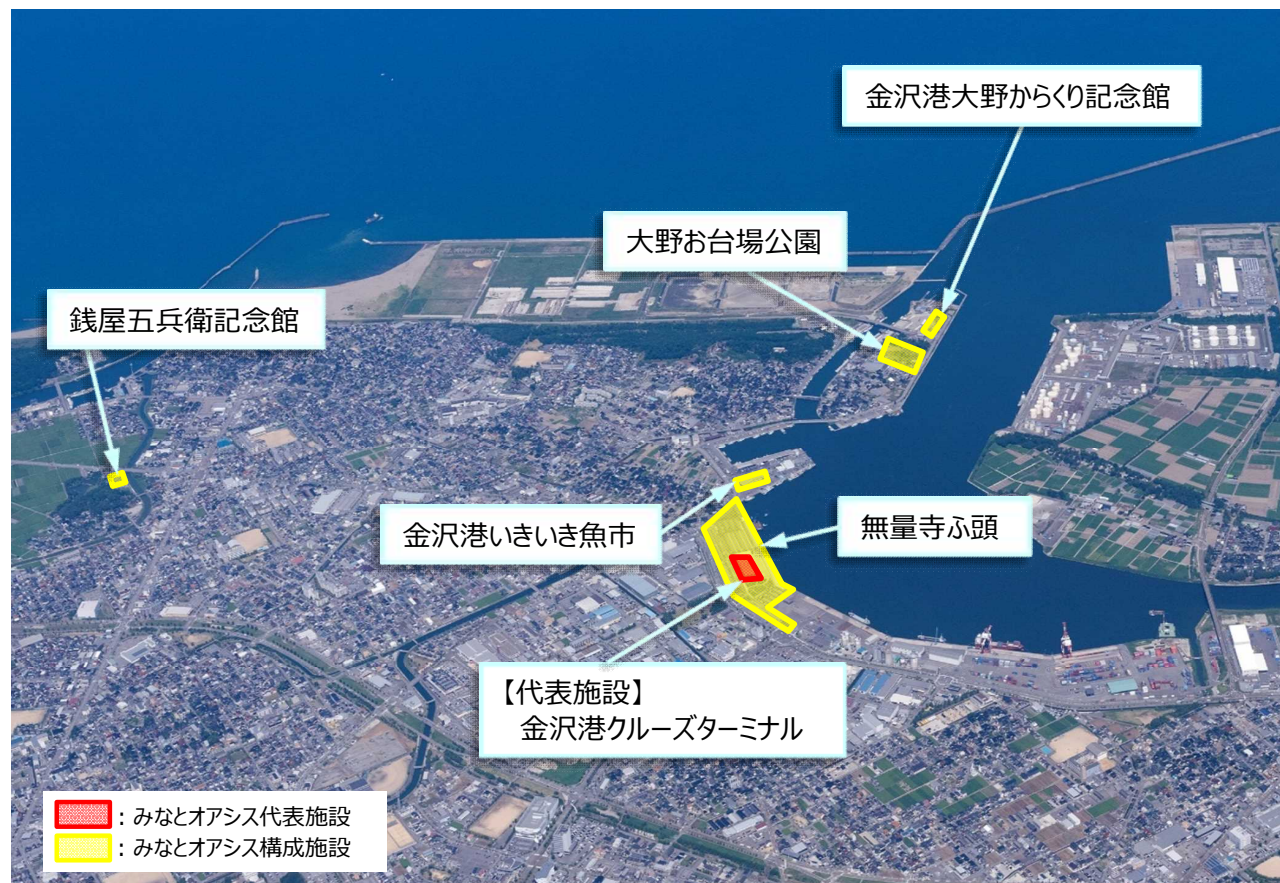 金沢港大野からくり記念館
大野お台場公園
銭屋五兵衛記念館
金沢港いきいき魚市
無量寺ふ頭
【代表施設】
金沢港クルーズターミナル
：みなとオアシス代表施設
：みなとオアシス構成施設